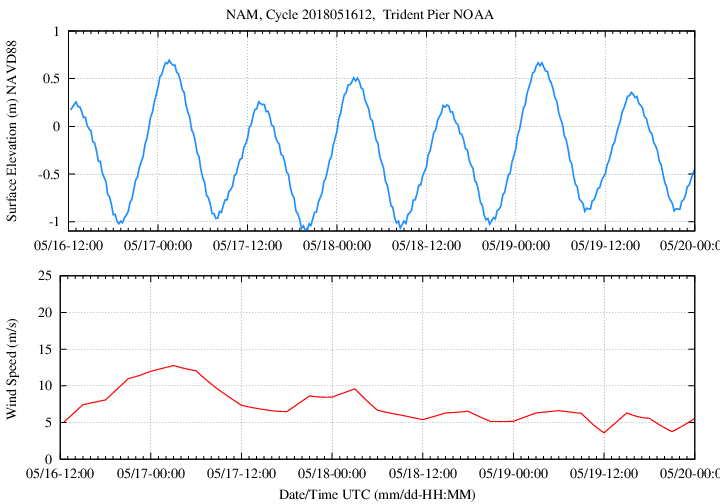 NAM, Cycle 2018051612,  Trident Pier NOAA
Surface Elevation (m) NAVD88
1
0.5
0
-0.5
-1
05/16-12:00 05/17-00:00 05/17-12:00 05/18-00:00 05/18-12:00 05/19-00:00 05/19-12:00 05/20-00:0
Wind Speed (m/s)
25
20
15
10
5
0
05/16-12:00 05/17-00:00 05/17-12:00 05/18-00:00 05/18-12:00 05/19-00:00 05/19-12:00 05/20-00:0
Date/Time UTC (mm/dd-HH:MM)